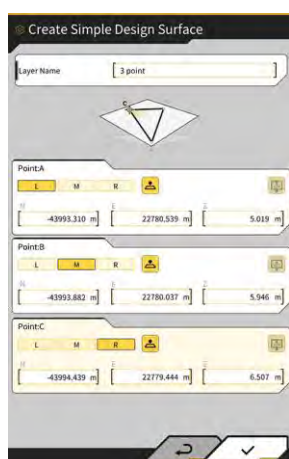 Create Simple Design Surface
Layer Name [ 3 point ]
Point:A
L M R
N E Z
[ -43993.310 m] [ 22780.539 m] [ 5.019 m]
Point:B
L M R
N E Z
[ -43993.882 m] [ 22780.037 m] [ 5.946 m]
Point:C
L M R
N E Z
[ -43994.439 m] [ 22779.444 m] [ 6.507 m]